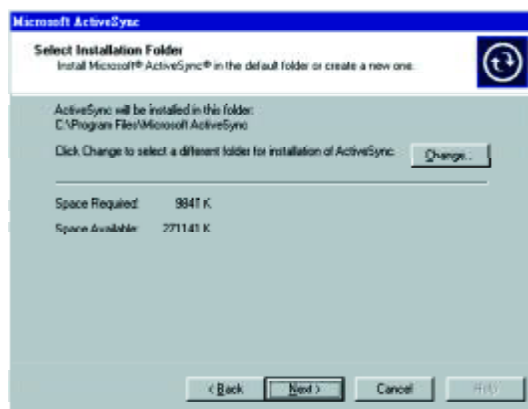 Microsoft ActiveSync
Select Installation Folder
Install Microsoft® ActiveSync® in the default folder or create a new one.
ActiveSync will be installed in this folder:
C:\Program Files\Microsoft ActiveSync
Click Change to select a different folder for installation of ActiveSync.
Change...
Space Required: 9847 K
Space Available: 271141 K
< Back
Next >
Cancel
Help